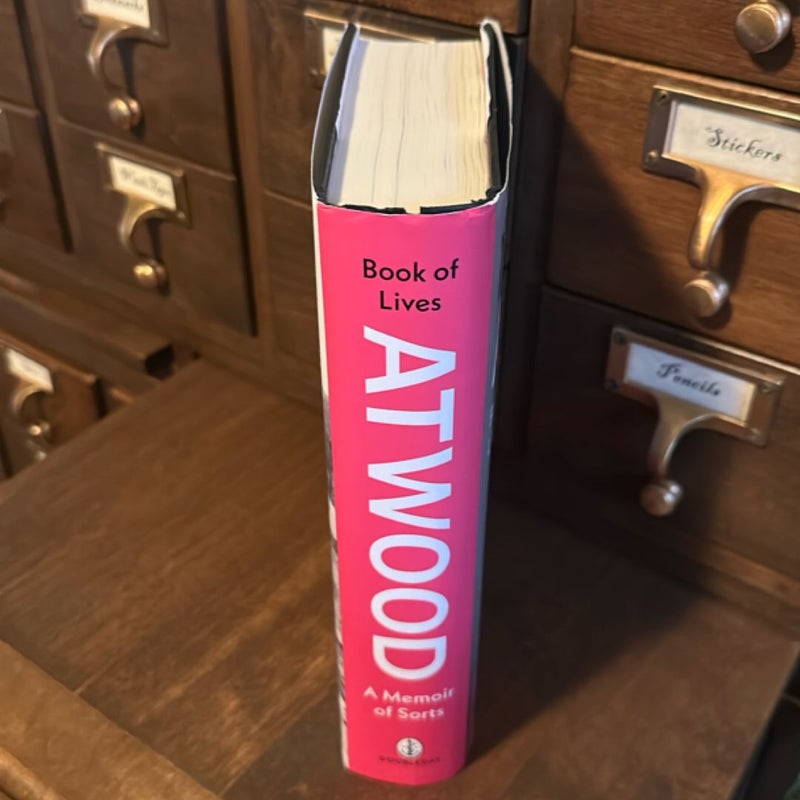 Stickers
Pencils
Book of
Lives
ATWOOD
A Memoir
of Sorts
DOUBLEDAY